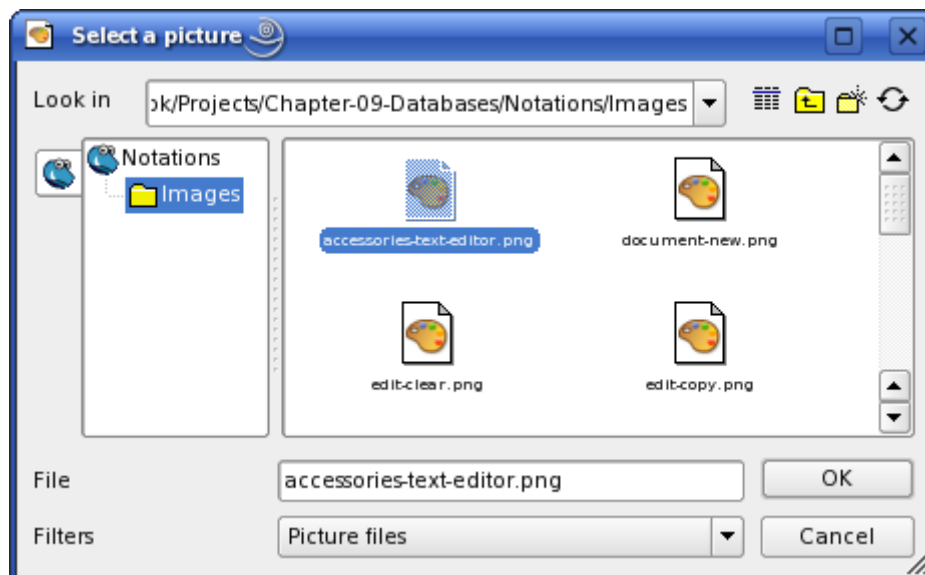 Select a picture
Look in
ok/Projects/Chapter-09-Databases/Notations/Images
Notations
Images
accessories-text-editor.png
document-new.png
edit-clear.png
edit-copy.png
File
accessories-text-editor.png
OK
Filters
Picture files
Cancel